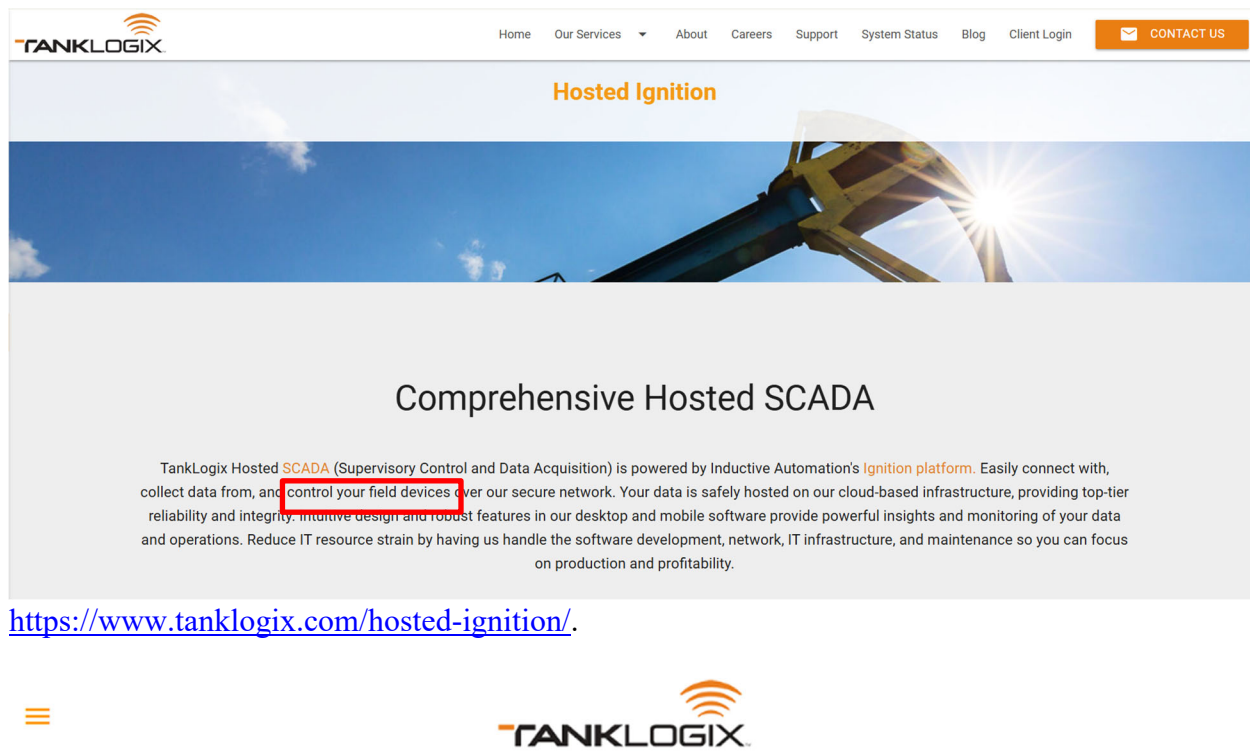 TANKLOGIX
Home Our Services About Careers Support System Status Blog Client Login CONTACT US
Hosted Ignition
Comprehensive Hosted SCADA
TankLogix Hosted SCADA (Supervisory Control and Data Acquisition) is powered by Inductive Automation's Ignition platform. Easily connect with,
collect data from, and control your field devices over our secure network. Your data is safely hosted on our cloud-based infrastructure, providing top-tier
reliability and integrity. Intuitive design and robust features in our desktop and mobile software provide powerful insights and monitoring of your data
and operations. Reduce IT resource strain by having us handle the software development, network, IT infrastructure, and maintenance so you can focus
on production and profitability.
https://www.tanklogix.com/hosted-ignition/.
TANKLOGIX